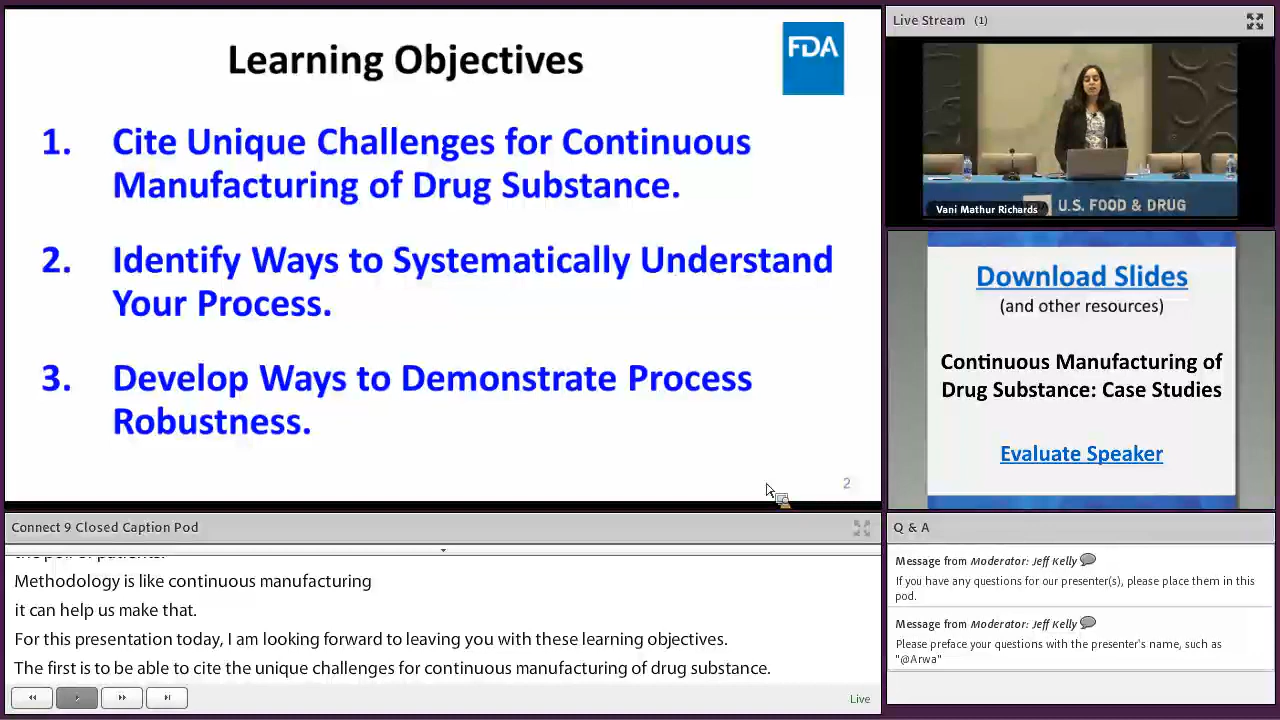 Learning Objectives
FDA
1. Cite Unique Challenges for Continuous
Manufacturing of Drug Substance.
2. Identify Ways to Systematically Understand
Your Process.
3. Develop Ways to Demonstrate Process
Robustness.
2
Connect 9 Closed Caption Pod
Methodology is like continuous manufacturing
it can help us make that.
For this presentation today, I am looking forward to leaving you with these learning objectives.
The first is to be able to cite the unique challenges for continuous manufacturing of drug substance.
Live
Live Stream (1)
Vani Mathur Richards
U.S. FOOD & DRUG
Download Slides
(and other resources)
Continuous Manufacturing of
Drug Substance: Case Studies
Evaluate Speaker
Q & A
Message from Moderator: Jeff Kelly
If you have any questions for our presenter(s), please place them in this
pod.
Message from Moderator: Jeff Kelly
Please preface your questions with the presenter's name, such as
"@Arwa"